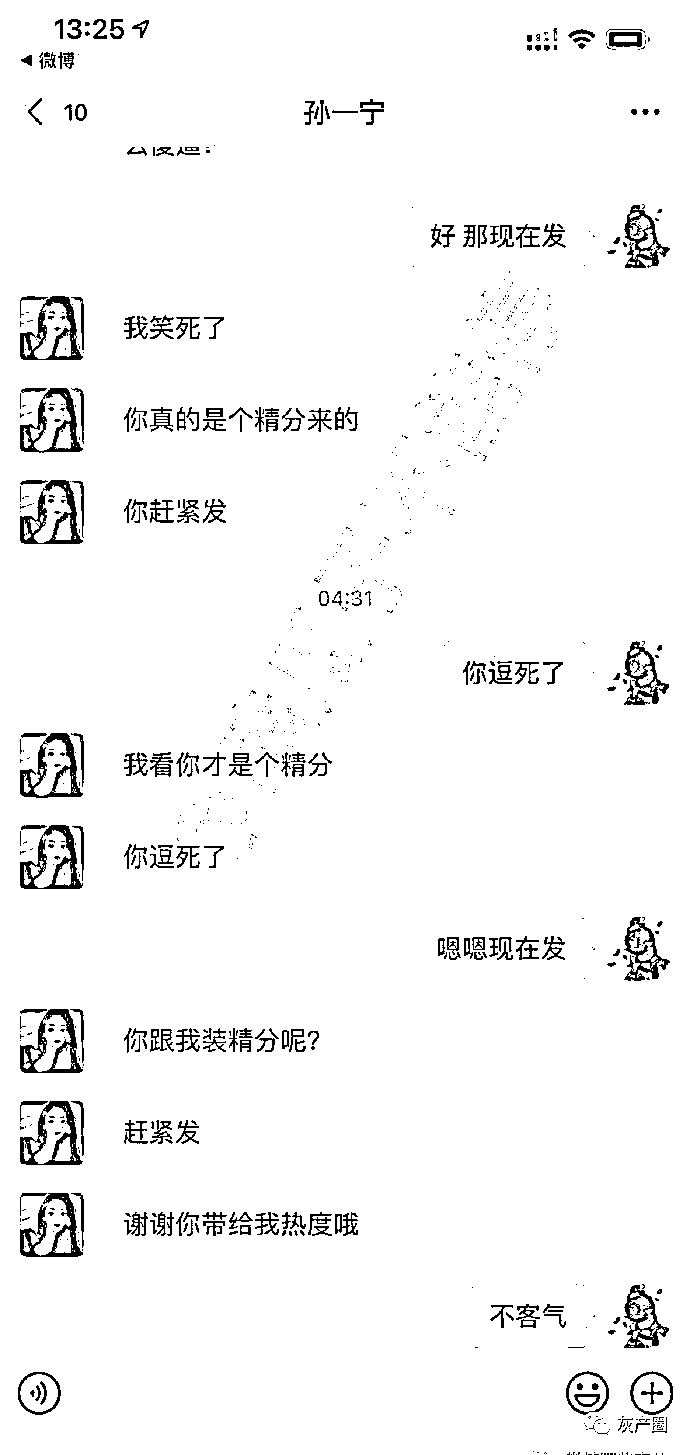 13:25
微博
10
孙一宁
好 那现在发
我笑死了
你真的是个精分来的
你赶紧发
04:31
你逗死了
我看你才是个精分
你逗死了
嗯嗯现在发
你跟我装精分呢?
赶紧发
谢谢你带给我热度哦
不客气
灰产圈